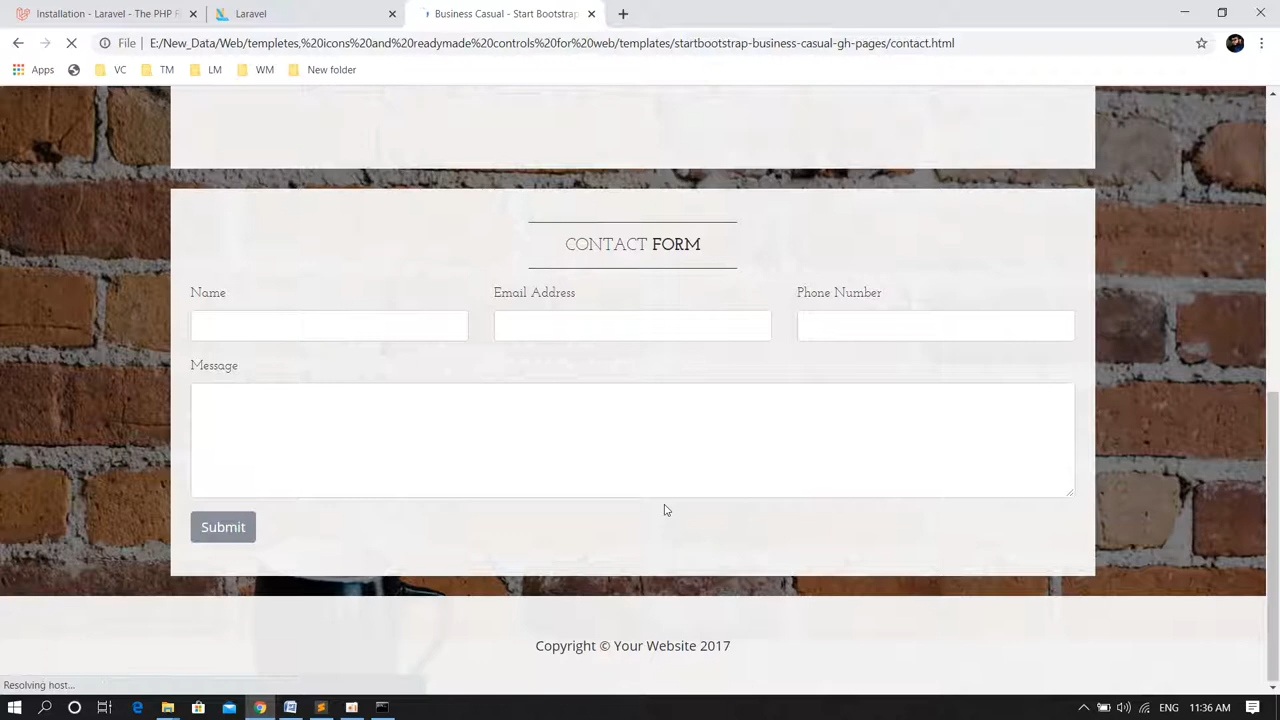 Installation - Laravel - The PHP F
Laravel
Business Casual - Start Bootstrap
File
E:/New_Data/Web/templetes,%20icons%20and%20readymade%20controls%20for%20web/templates/startbootstrap-business-casual-gh-pages/contact.html
Apps
VC
TM
LM
WM
New folder
CONTACT FORM
Name
Email Address
Phone Number
Message
Submit
Copyright © Your Website 2017
Resolving host...
ENG
11:36 AM